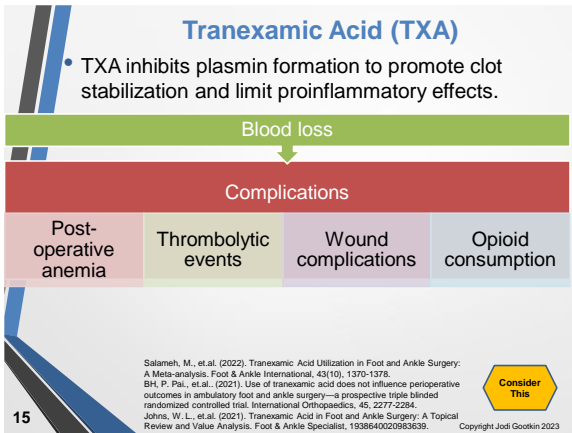 Tranexamic Acid (TXA)
• TXA inhibits plasmin formation to promote clot
stabilization and limit proinflammatory effects.
Blood loss
Complications
Post-
operative
anemia
Thrombolytic
events
Wound
complications
Opioid
consumption
Salameh, M., et.al. (2022). Tranexamic Acid Utilization in Foot and Ankle Surgery:
A Meta-analysis. Foot & Ankle International, 43(10), 1370-1378.
BH, P. Pai., et.al.. (2021). Use of tranexamic acid does not influence perioperative
outcomes in ambulatory foot and ankle surgery—a prospective triple blinded
randomized controlled trial. International Orthopaedics, 45, 2277-2284.
Johns, W. L., et.al. (2021). Tranexamic Acid in Foot and Ankle Surgery: A Topical
Review and Value Analysis. Foot & Ankle Specialist, 1938640020983639.
Consider
This
15
Copyright Jodi Gootkin 2023